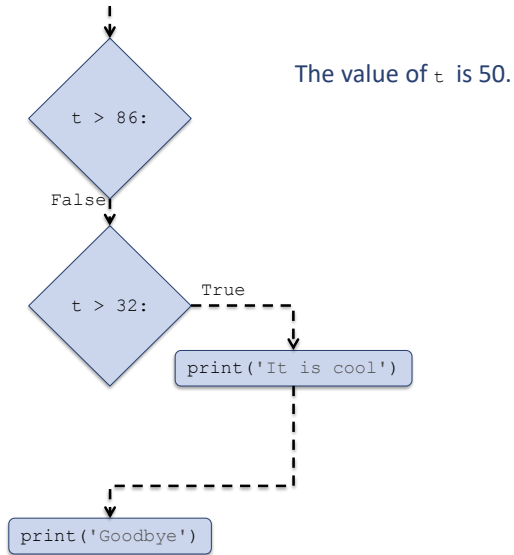 The value of t is 50.
t > 86:
False
t > 32:
True
print('It is cool')
print('Goodbye')